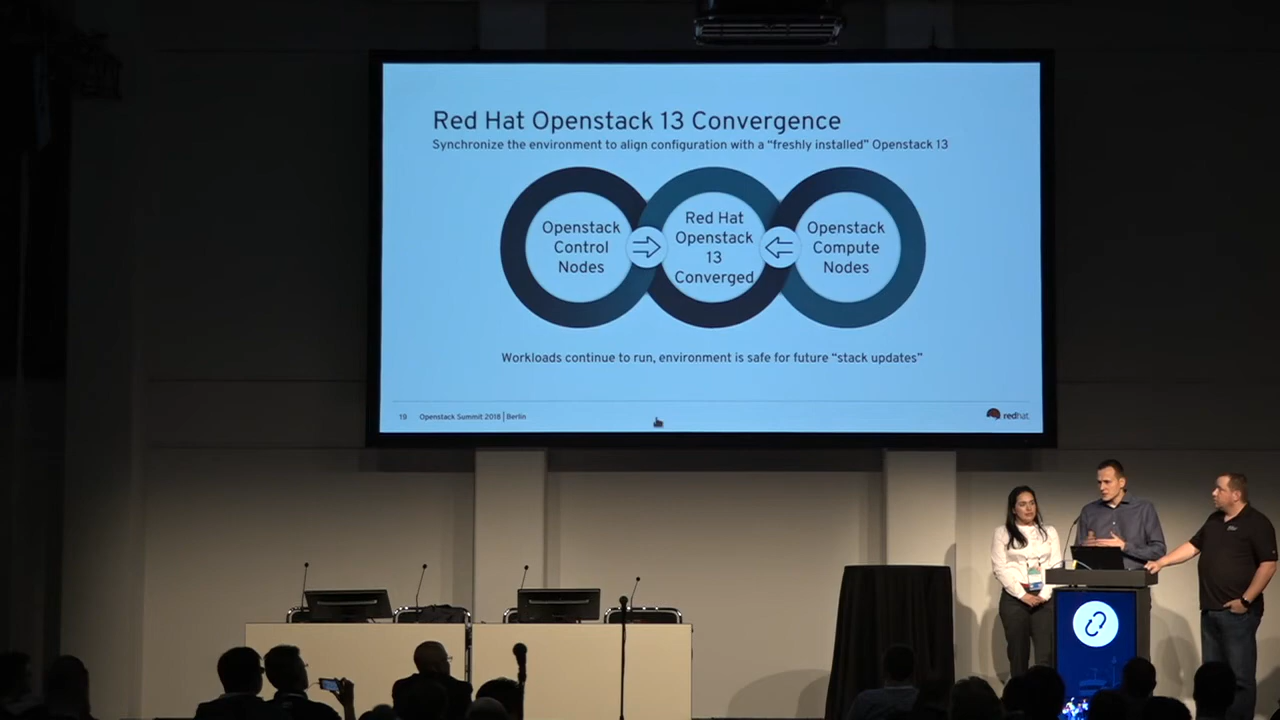 Red Hat Openstack 13 Convergence
Synchronize the environment to align configuration with a “freshly installed” Openstack 13
Openstack
Control
Nodes
Red Hat
Openstack
13
Converged
Openstack
Compute
Nodes
Workloads continue to run, environment is safe for future “stack updates”
19 Openstack Summit 2018 | Berlin
redhat.